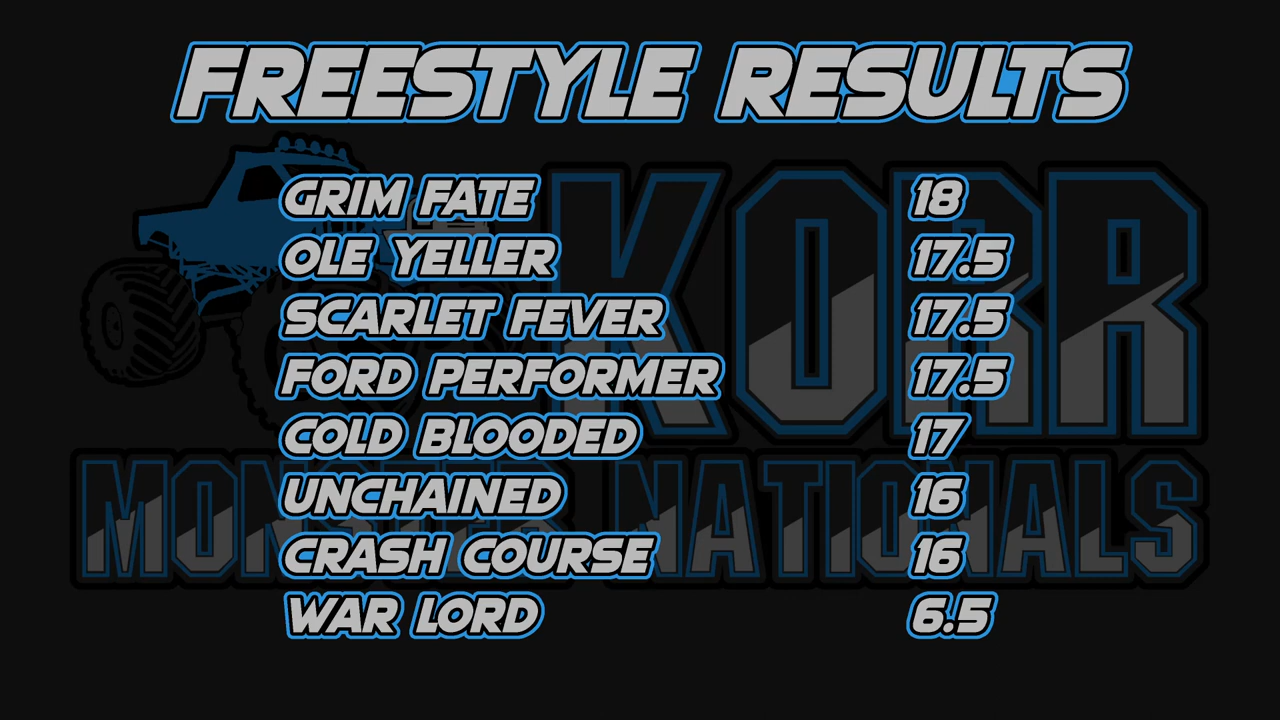 FREESTYLE RESULTS
KORR
MONSTER NATIONALS
GRIM FATE 18
OLE YELLER 17.5
SCARLET FEVER 17.5
FORD PERFORMER 17.5
COLD BLOODED 17
UNCHAINED 16
CRASH COURSE 16
WAR LORD 6.5